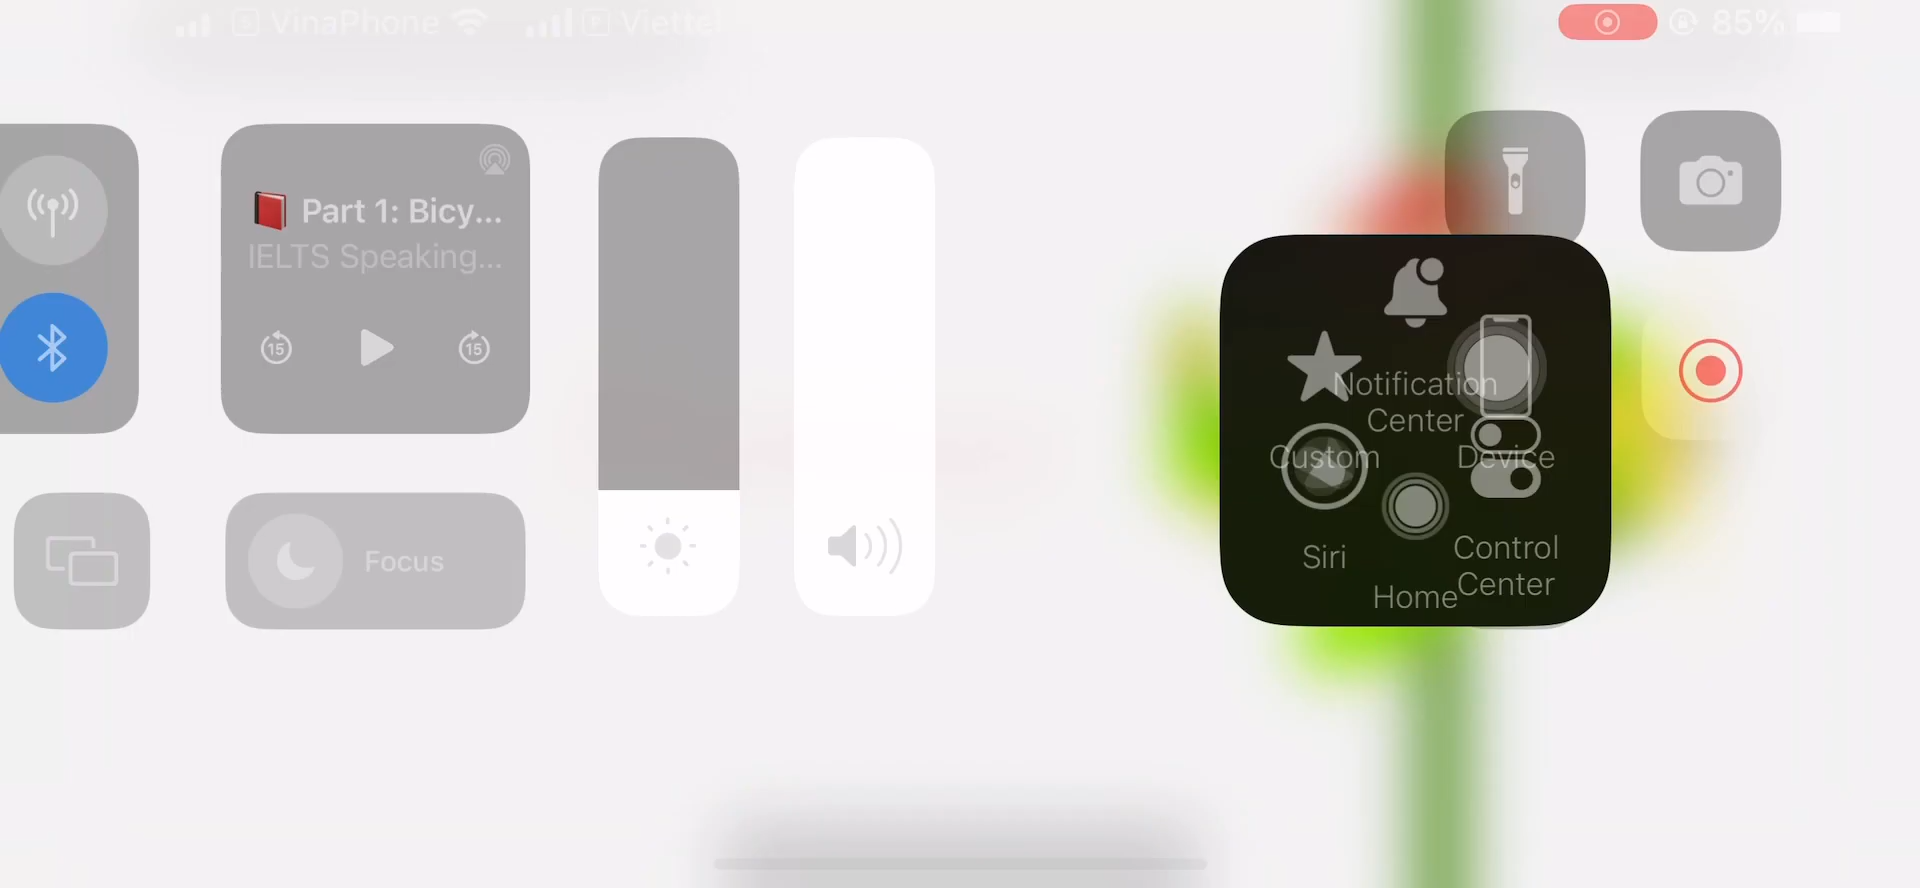 VinaPhone
Viettel
85%
Part 1: Bicy...
IELTS Speaking...
15
15
Focus
Notification
Center
Custom
Device
Siri
Control
Center
Home